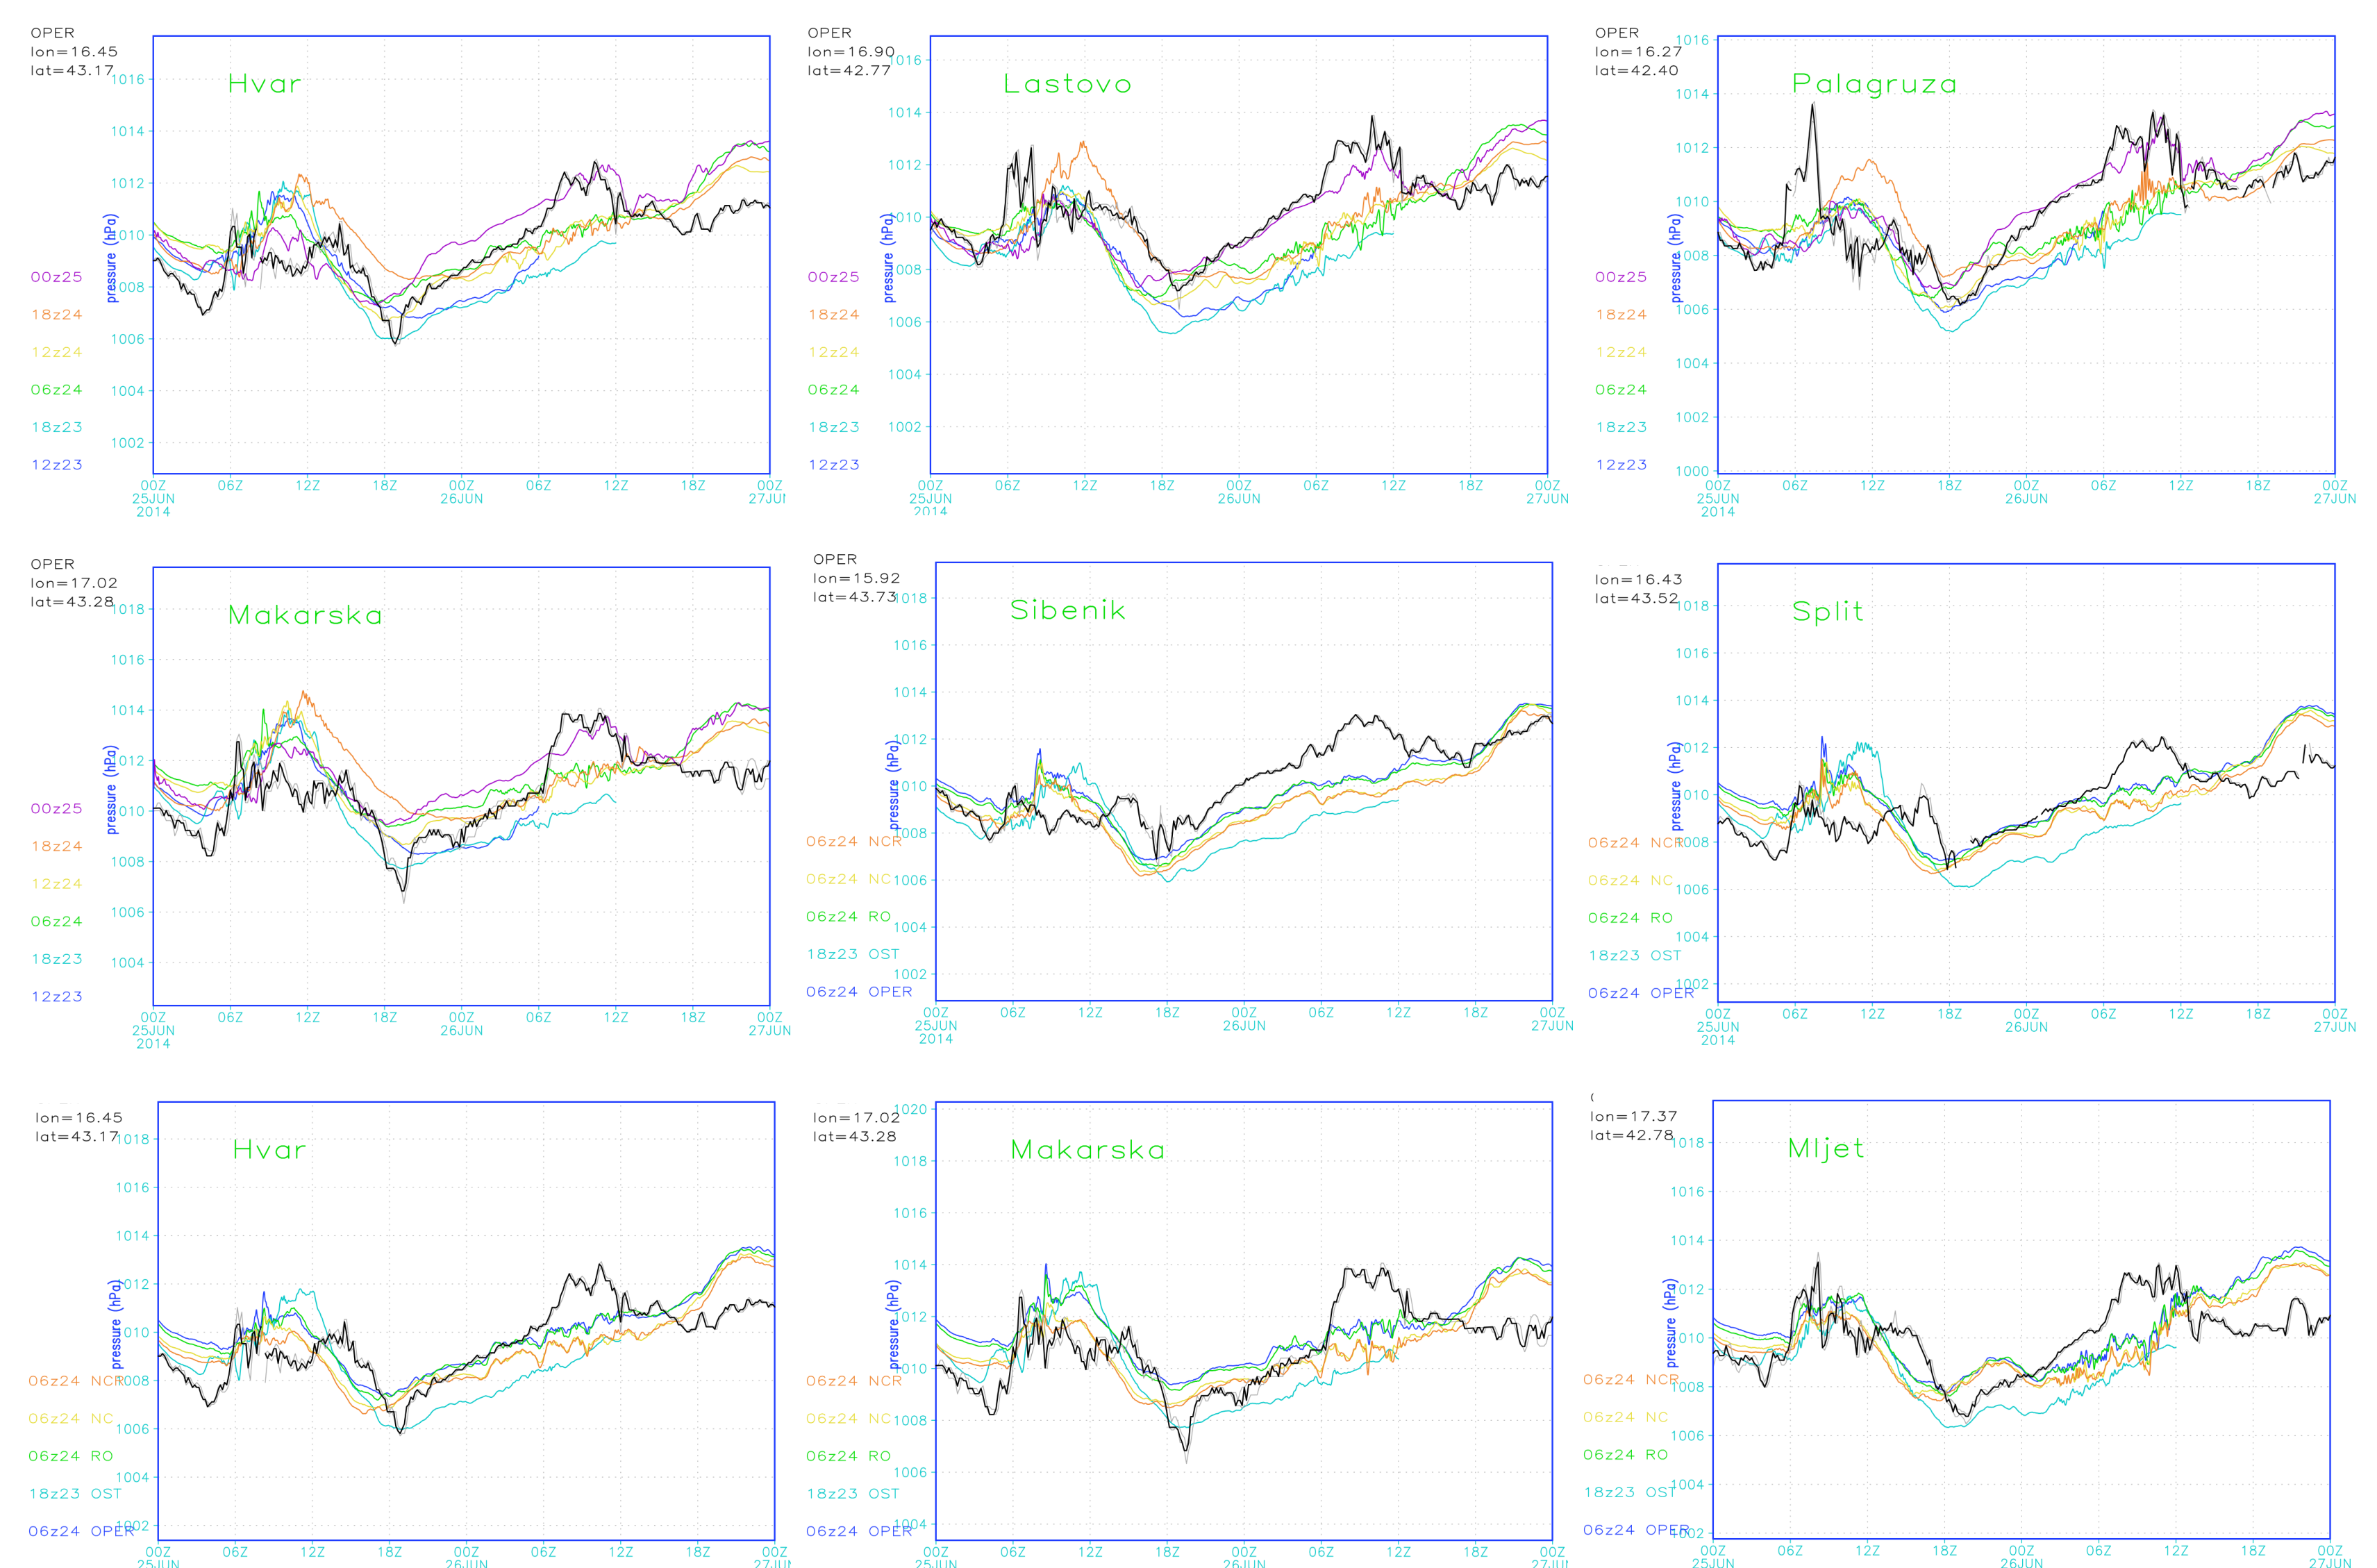 OPER
lon=16.45
lat=43.17
Hvar
1016
1014
1012
1010
1008
1006
1004
1002
pressure (hPa)
00z25
18z24
12z24
06z24
18z23
12z23
00Z 06Z 12Z 18Z 00Z 06Z 12Z 18Z 00Z
25JUN 26JUN 27JUN
2014
OPER
lon=16.90
lat=42.77
Lastovo
1016
1014
1012
1010
1008
1006
1004
1002
pressure (hPa)
00z25
18z24
12z24
06z24
18z23
12z23
00Z 06Z 12Z 18Z 00Z 06Z 12Z 18Z 00Z
25JUN 26JUN 27JUN
2014
OPER
lon=16.27
lat=42.40
Palagruza
1016
1014
1012
1010
1008
1006
1004
1002
1000
pressure (hPa)
00z25
18z24
12z24
06z24
18z23
12z23
00Z 06Z 12Z 18Z 00Z 06Z 12Z 18Z 00Z
25JUN 26JUN 27JUN
2014
OPER
lon=17.02
lat=43.28
Makarska
1018
1016
1014
1012
1010
1008
1006
1004
pressure (hPa)
00z25
18z24
12z24
06z24
18z23
12z23
00Z 06Z 12Z 18Z 00Z 06Z 12Z 18Z 00Z
25JUN 26JUN 27JUN
2014
OPER
lon=15.92
lat=43.73
Sibenik
1018
1016
1014
1012
1010
1008
1006
1004
1002
pressure (hPa)
06z24 NCR
06z24 NC
06z24 RO
18z23 OST
06z24 OPER
00Z 06Z 12Z 18Z 00Z 06Z 12Z 18Z 00Z
25JUN 26JUN 27JUN
2014
lon=16.43
lat=43.52
Split
1018
1016
1014
1012
1010
1008
1006
1004
1002
pressure (hPa)
06z24 NCR
06z24 NC
06z24 RO
18z23 OST
06z24 OPER
00Z 06Z 12Z 18Z 00Z 06Z 12Z 18Z 00Z
25JUN 26JUN 27JUN
2014
lon=16.45
lat=43.17
Hvar
1018
1016
1014
1012
1010
1008
1006
1004
1002
pressure (hPa)
06z24 NCR
06z24 NC
06z24 RO
18z23 OST
06z24 OPER
00Z 06Z 12Z 18Z 00Z 06Z 12Z 18Z 00Z
25JUN 26JUN 27JUN
lon=17.02
lat=43.28
Makarska
1020
1018
1016
1014
1012
1010
1008
1006
1004
pressure (hPa)
06z24 NCR
06z24 NC
06z24 RO
18z23 OST
06z24 OPER
00Z 06Z 12Z 18Z 00Z 06Z 12Z 18Z 00Z
25JUN 26JUN 27JUN
lon=17.37
lat=42.78
Mljet
1018
1016
1014
1012
1010
1008
1006
1004
1002
pressure (hPa)
06z24 NCR
06z24 NC
06z24 RO
18z23 OST
06z24 OPER
00Z 06Z 12Z 18Z 00Z 06Z 12Z 18Z 00Z
25JUN 26JUN 27JUN